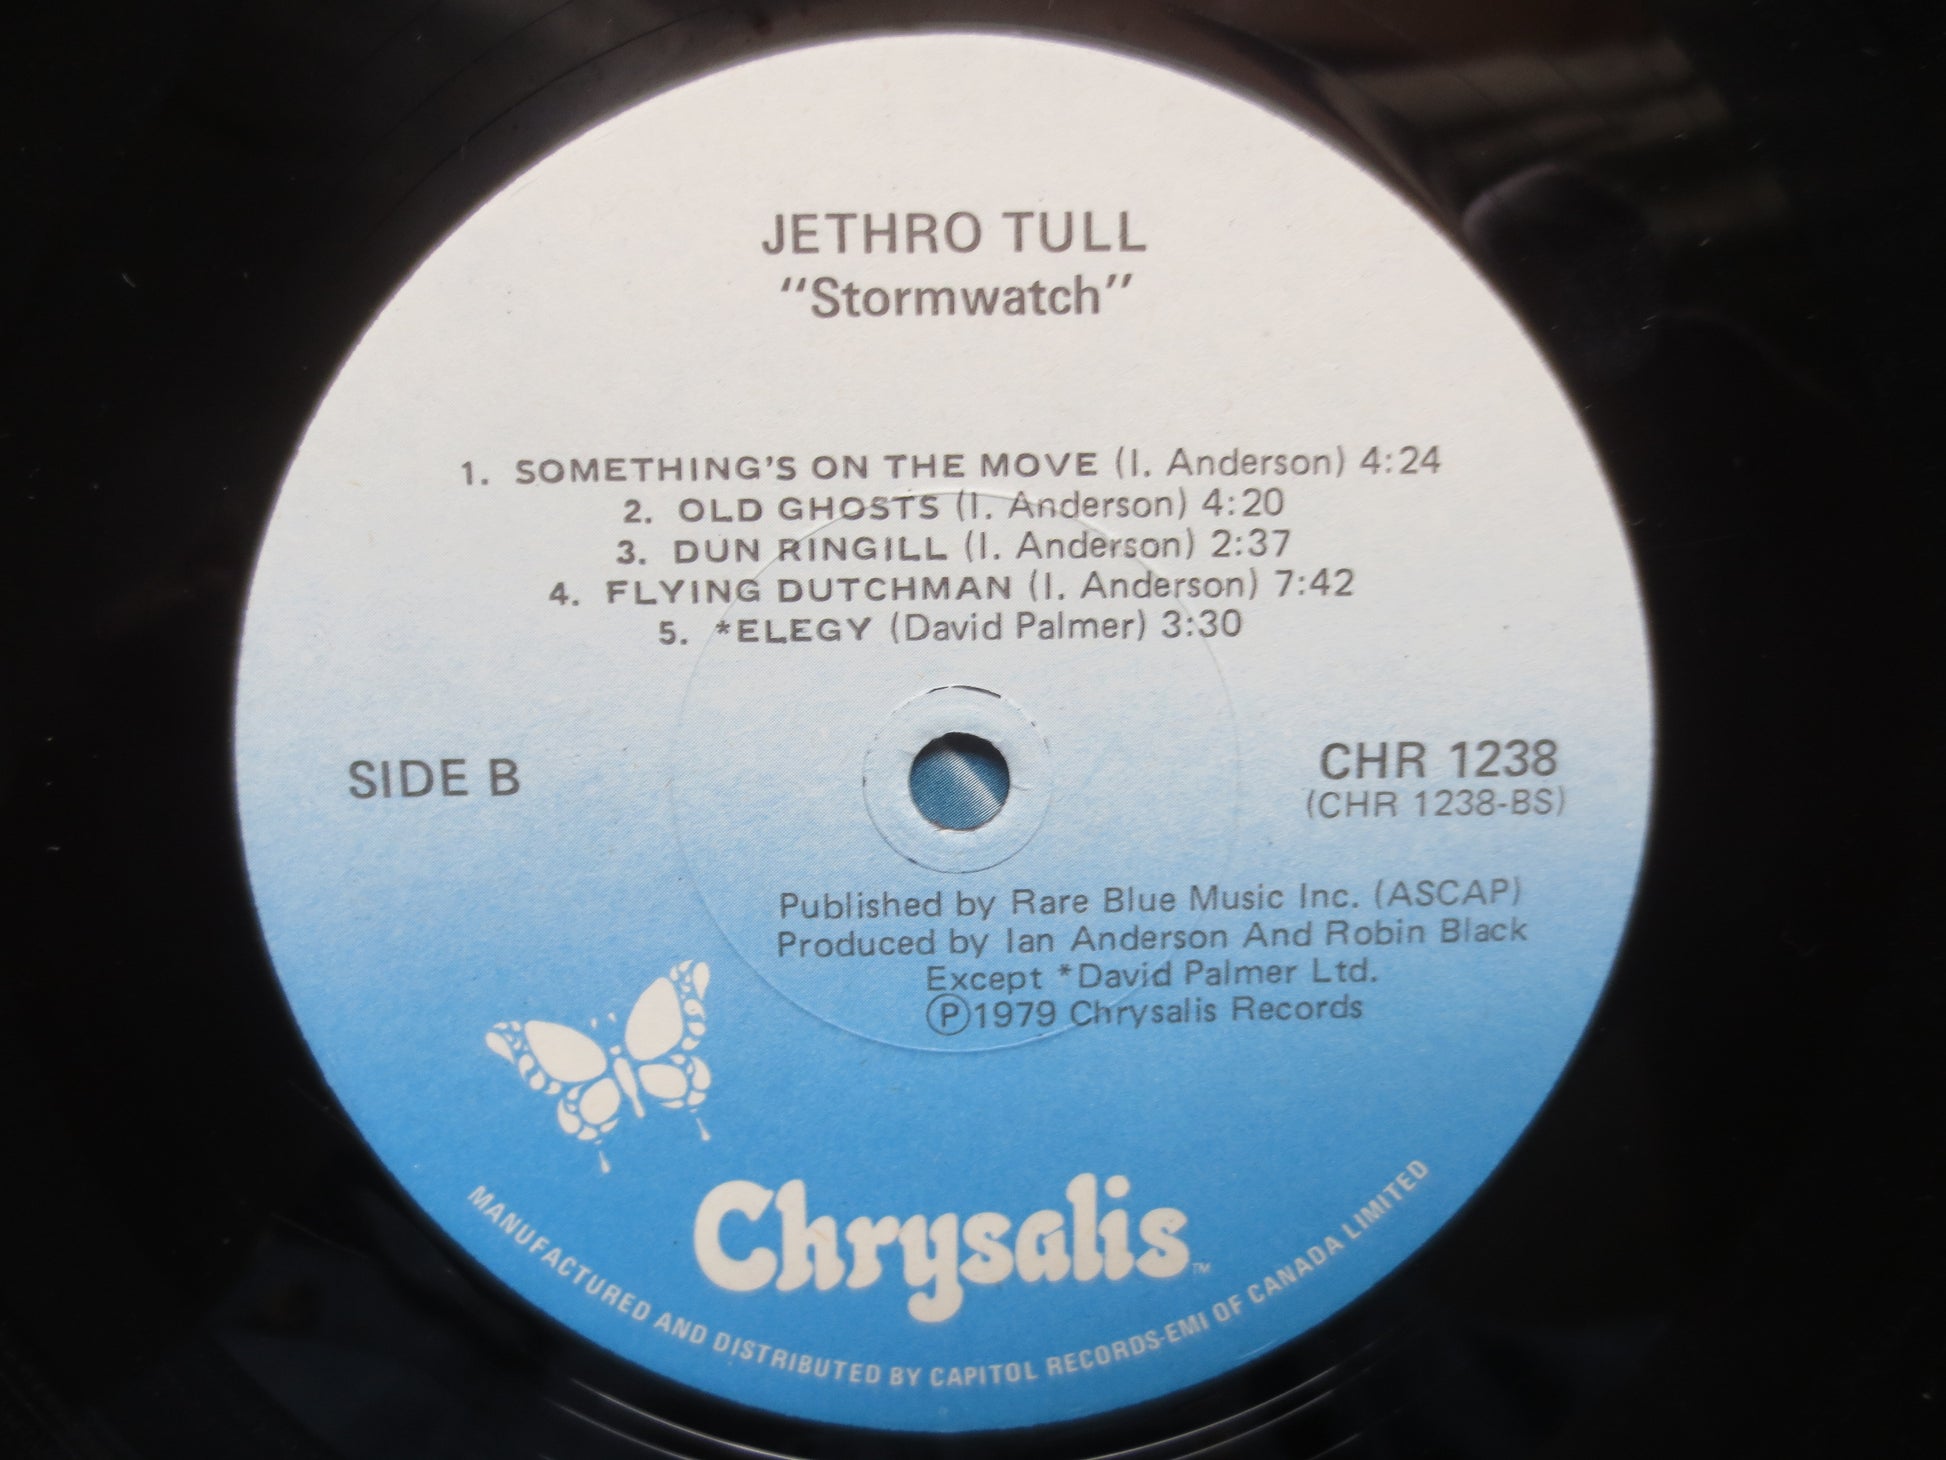 JETHRO TULL
"Stormwatch"
1. SOMETHING'S ON THE MOVE (I. Anderson) 4:24
2. OLD GHOSTS (I. Anderson) 4:20
3. DUN RINGILL (I. Anderson) 2:37
4. FLYING DUTCHMAN (I. Anderson) 7:42
5. *ELEGY (David Palmer) 3:30
SIDE B
CHR 1238
(CHR 1238-BS)
Published by Rare Blue Music Inc. (ASCAP)
Produced by Ian Anderson And Robin Black
Except *David Palmer Ltd.
Ⓟ1979 Chrysalis Records
Chrysalis™
MANUFACTURED AND DISTRIBUTED BY CAPITOL RECORDS-EMI OF CANADA LIMITED